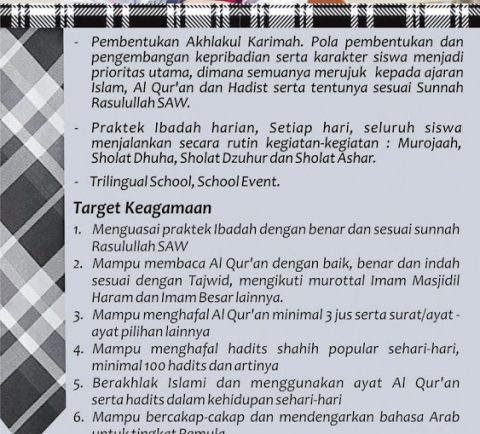 - Pembentukan Akhlakul Karimah. Pola pembentukan dan
pengembangan kepribadian serta karakter siswa menjadi
prioritas utama, dimana semuanya merujuk kepada ajaran
Islam, Al Qur'an dan Hadist serta tentunya sesuai Sunnah
Rasulullah SAW.
- Praktek Ibadah harian, Setiap hari, seluruh siswa
menjalankan secara rutin kegiatan-kegiatan : Murojaah,
Sholat Dhuha, Sholat Dzuhur dan Sholat Ashar.
- Trilingual School, School Event.
Target Keagamaan
1. Menguasai praktek Ibadah dengan benar dan sesuai sunnah
Rasulullah SAW
2. Mampu membaca Al Qur'an dengan baik, benar dan indah
sesuai dengan Tajwid, mengikuti murottal Imam Masjidil
Haram dan Imam Besar lainnya.
3. Mampu menghafal Al Qur'an minimal 3 jus serta surat/ayat -
ayat pilihan lainnya
4. Mampu menghafal hadits shahih popular sehari-hari,
minimal 100 hadits dan artinya
5. Berakhlak Islami dan menggunakan ayat Al Qur'an
serta hadits dalam kehidupan sehari-hari
6. Mampu bercakap-cakap dan mendengarkan bahasa Arab
untuk tingkat Pemula